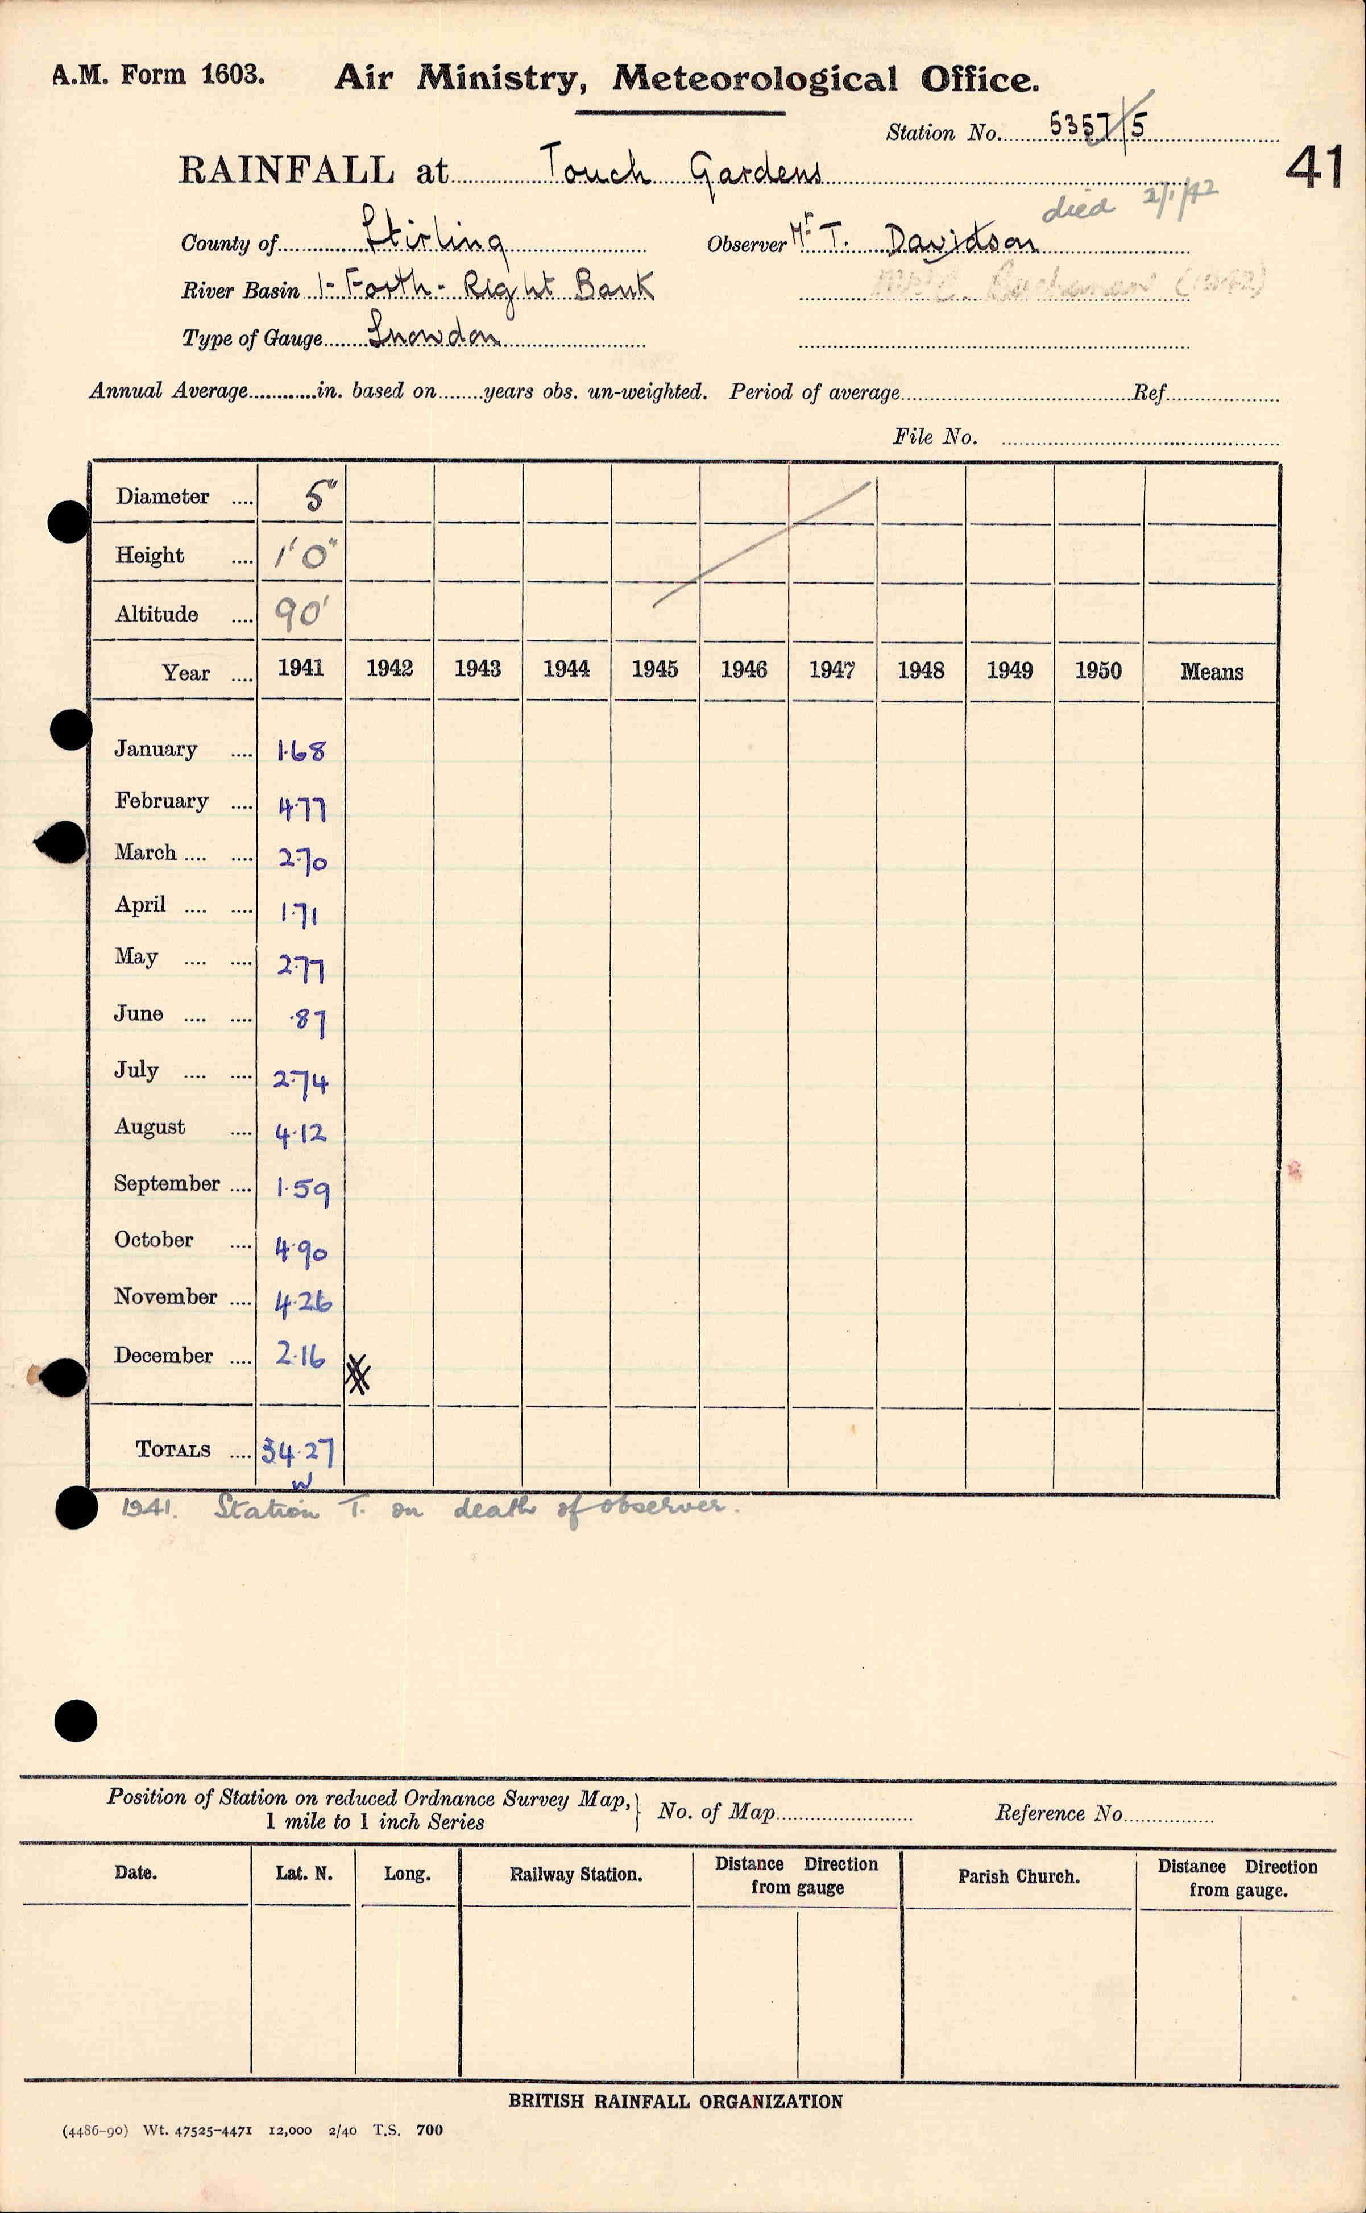 A.M. Form 1603. Air Ministry, Meteorological Office.
Station No. 5357/5
41
RAINFALL at Touch Gardens
died 2/1/42
County of Stirling Observer Mr T. Davidson
River Basin 1-Forth-Right Bank C. Buchanan (1942)
Type of Gauge Snowdon
Annual Average............in. based on........years obs. un-weighted. Period of average.................... Ref....................
File No. ....................
Diameter .... 5"
Height .... 1'0"
Altitude .... 90'
Year .... 1941 1942 1943 1944 1945 1946 1947 1948 1949 1950 Means
January .... 1.68
February .... 4.77
March .... .... 2.70
April .... .... 1.71
May .... .... 2.77
June .... .... .87
July .... .... 2.74
August .... 4.12
September .... 1.59
October .... 4.90
November .... 4.26
December .... 2.16
TOTALS .... 34.27
W
1941. Station T. on death of observer.
Position of Station on reduced Ordnance Survey Map, } No. of Map.................... Reference No....................
1 mile to 1 inch Series
Date. Lat. N. Long. Railway Station. Distance Direction from gauge Parish Church. Distance Direction from gauge.
BRITISH RAINFALL ORGANIZATION
(4486-90) Wt. 47525-4471 12,000 2/40 T.S. 700